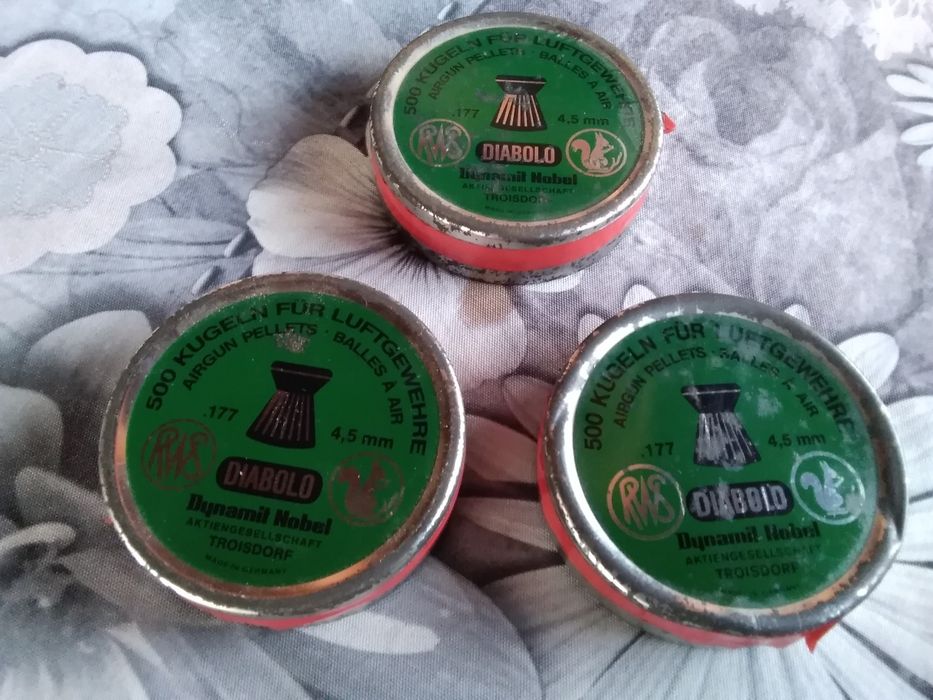 500 KUGELN FÜR LUFTGEWEHRE
AIRGUN PELLETS · BALLES À AIR
.177 4,5 mm
RWS
DIABOLO
Dynamit Nobel
AKTIENGESELLSCHAFT
TROISDORF
MADE IN GERMANY
500 KUGELN FÜR LUFTGEWEHRE
AIRGUN PELLETS · BALLES À AIR
.177 4,5 mm
RWS
DIABOLO
Dynamit Nobel
AKTIENGESELLSCHAFT
TROISDORF
MADE IN GERMANY
500 KUGELN FÜR LUFTGEWEHRE
AIRGUN PELLETS · BALLES À AIR
.177 4,5 mm
RWS
DIABOLO
Dynamit Nobel
AKTIENGESELLSCHAFT
TROISDORF